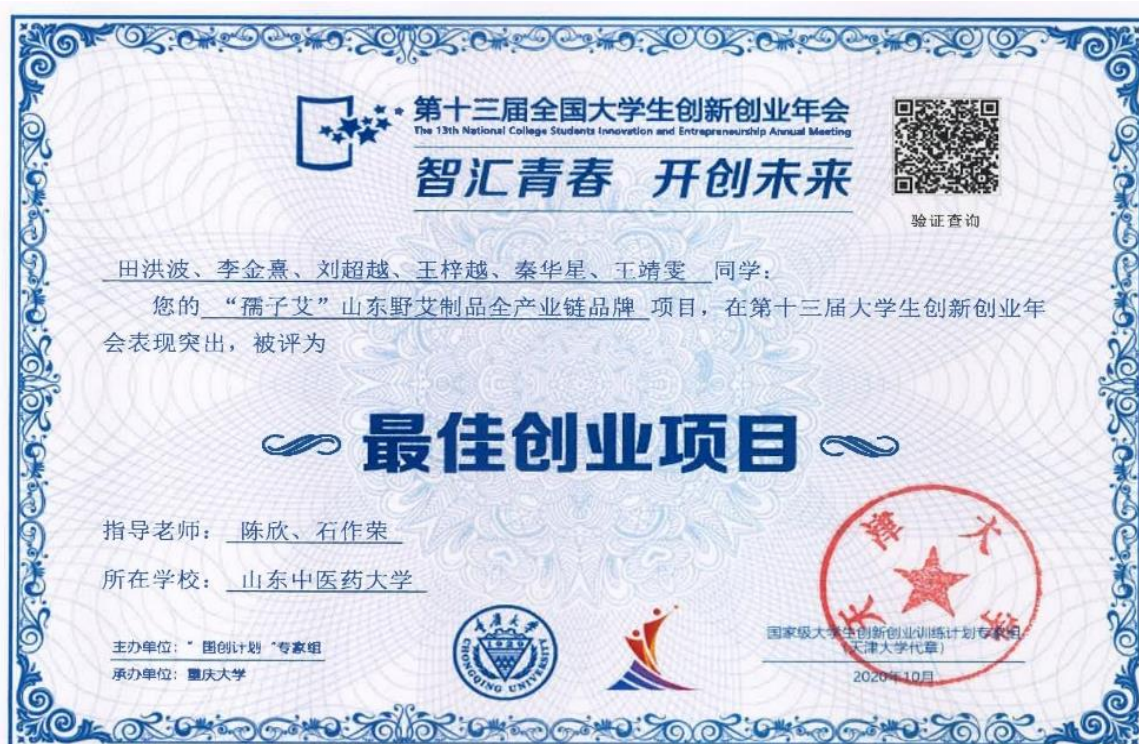 第十三届全国大学生创新创业年会
The 13th National College Students Innovation and Entrepreneurship Annual Meeting
智汇青春 开创未来
验证查询
田洪波、李金熹、刘超越、王梓越、秦华星、王靖雯 同学：
您的 “孺子艾”山东野艾制品全产业链品牌 项目，在第十三届大学生创新创业年
会表现突出，被评为
最佳创业项目
指导老师： 陈欣、石作荣
所在学校： 山东中医药大学
主办单位：“国创计划“专家组
承办单位：重庆大学
重庆大学
1929
CHONGQING UNIVERSITY
天津大学
国家级大学生创新创业训练计划专家组
（天津大学代章）
2020年10月